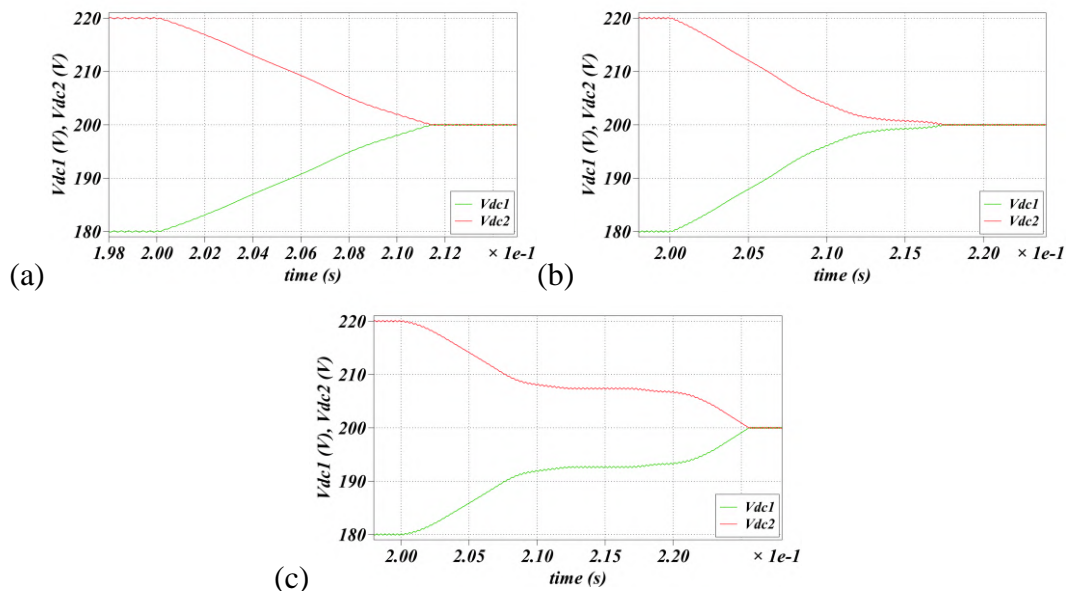 220
210
200
190
180
Vdc1 (V), Vdc2 (V)
Vdc1
Vdc2
1.98 2.00 2.02 2.04 2.06 2.08 2.10 2.12
× 1e-1
time (s)
(a)
220
210
200
190
180
Vdc1 (V), Vdc2 (V)
Vdc1
Vdc2
2.00 2.05 2.10 2.15 2.20
× 1e-1
time (s)
(b)
220
210
200
190
180
Vdc1 (V), Vdc2 (V)
Vdc1
Vdc2
2.00 2.05 2.10 2.15 2.20
× 1e-1
time (s)
(c)